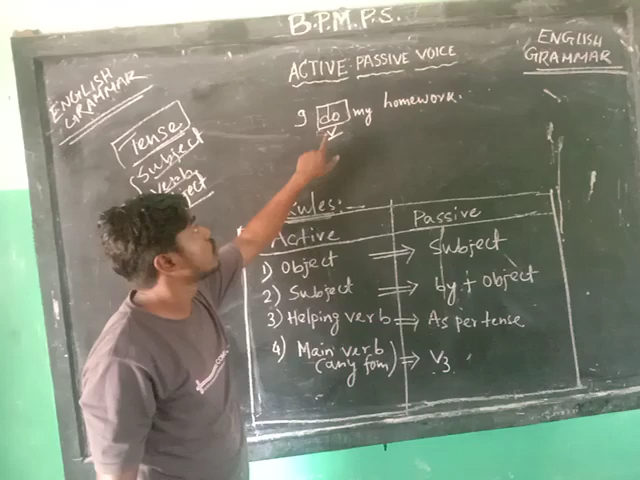 B.P.M.P.S.
ENGLISH
GRAMMAR
ACTIVE PASSIVE VOICE
ENGLISH
GRAMMAR
I do my homework.
Tense
Subject
Verb
Rules:-
Active Passive
1) Object ⇒ Subject
2) Subject ⇒ by + Object
3) Helping verb ⇒ As per tense
4) Main verb ⇒ V3
(any fom)